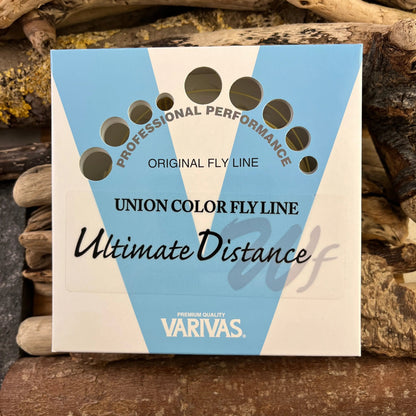 PROFESSIONAL PERFORMANCE
ORIGINAL FLY LINE
UNION COLOR FLY LINE
Ultimate Distance
Wf
PREMIUM QUALITY
VARIVAS®